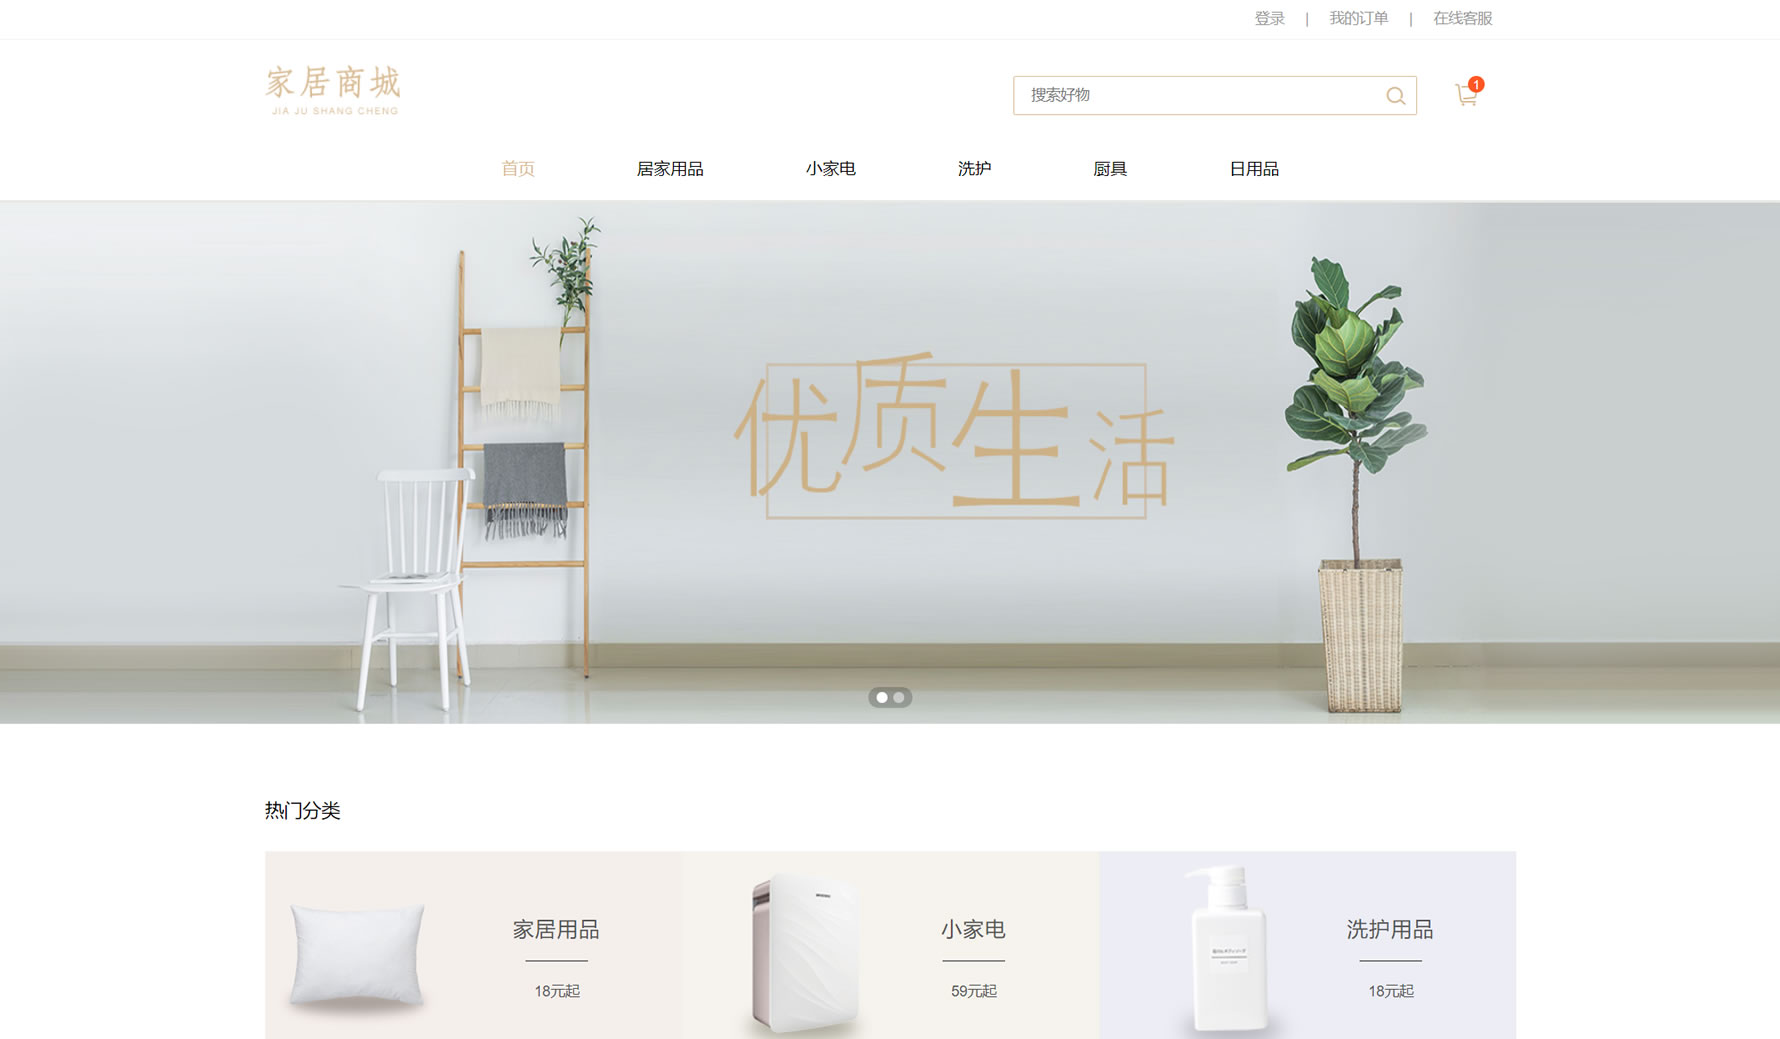 登录 | 我的订单 | 在线客服
家居商城
JIA JU SHANG CHENG
搜索好物
1
首页 居家用品 小家电 洗护 厨具 日用品
优质生活
热门分类
家居用品
18元起
小家电
59元起
洗护用品
18元起